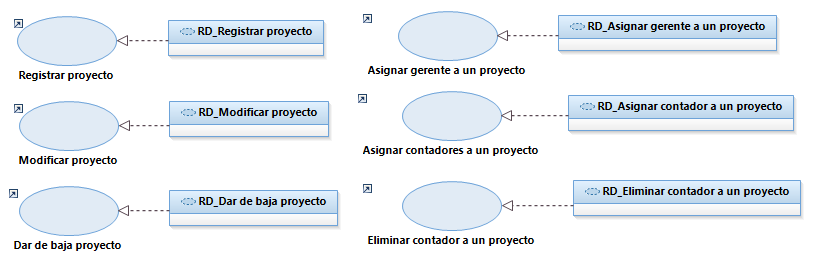 RD_Registrar proyecto
Registrar proyecto
RD_Modificar proyecto
Modificar proyecto
RD_Dar de baja proyecto
Dar de baja proyecto
RD_Asignar gerente a un proyecto
Asignar gerente a un proyecto
RD_Asignar contador a un proyecto
Asignar contadores a un proyecto
RD_Eliminar contador a un proyecto
Eliminar contador a un proyecto